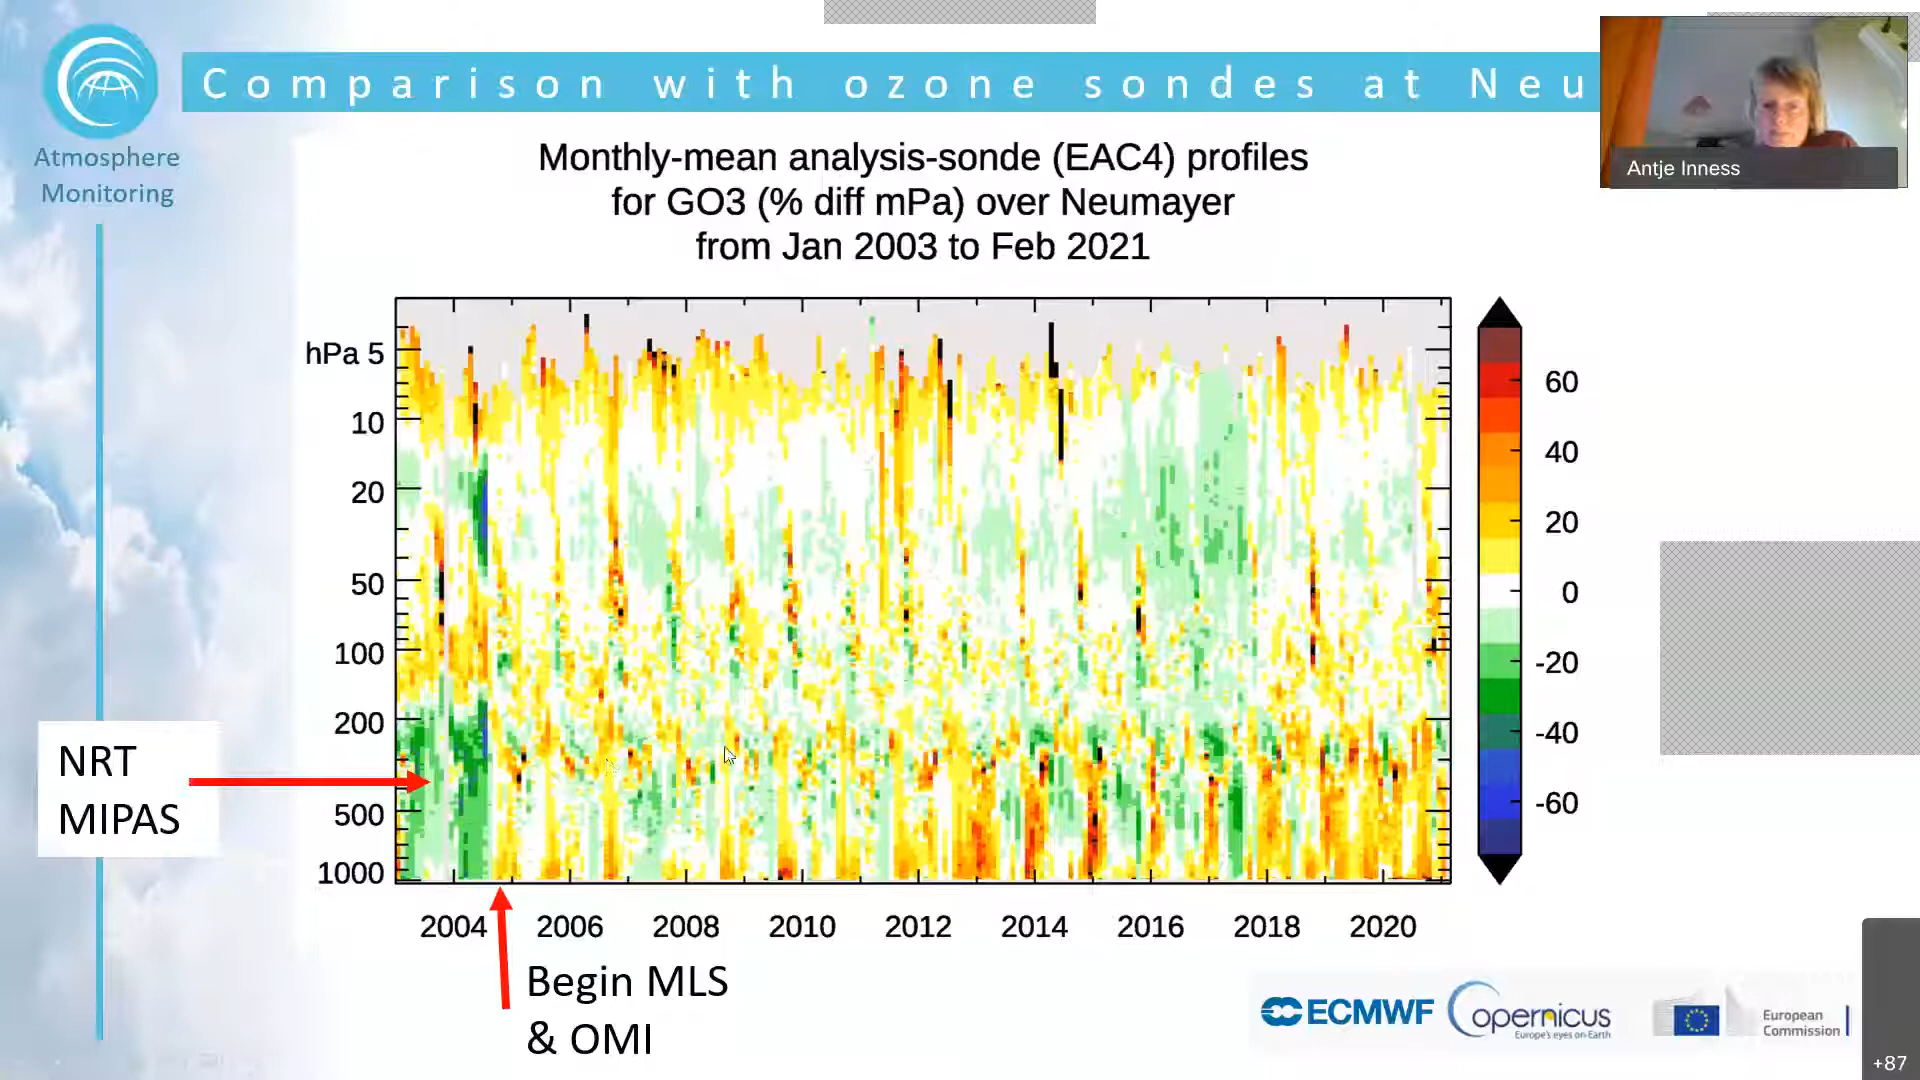 Comparison with ozone sondes at Neu
Antje Inness
Atmosphere
Monitoring
Monthly-mean analysis-sonde (EAC4) profiles
for GO3 (% diff mPa) over Neumayer
from Jan 2003 to Feb 2021
hPa 5
10
20
50
100
200
500
1000
60
40
20
0
-20
-40
-60
NRT
MIPAS
2004 2006 2008 2010 2012 2014 2016 2018 2020
Begin MLS
& OMI
ECMWF
Copernicus
Europe's eyes on Earth
European
Commission
+87